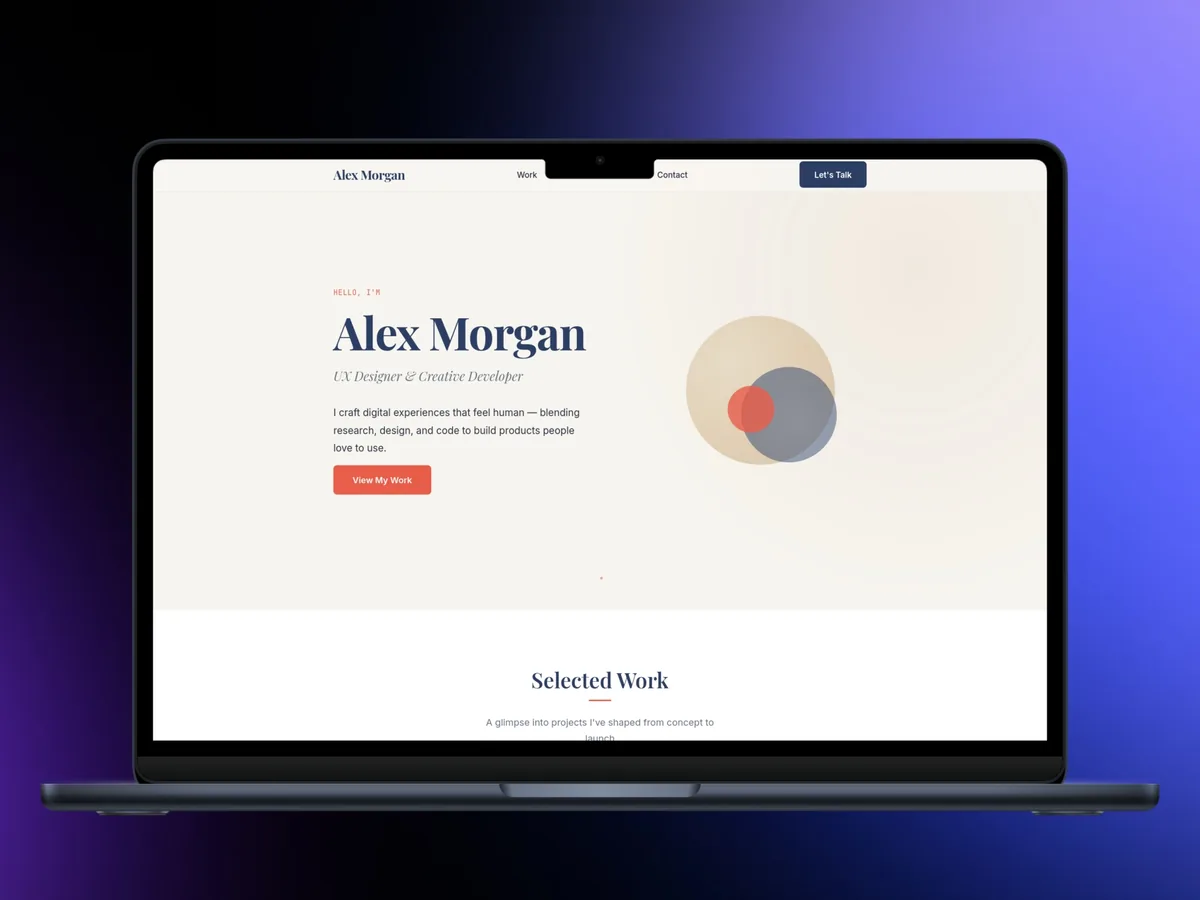 Alex Morgan Work Contact Let's Talk
HELLO, I'M
Alex Morgan
UX Designer & Creative Developer
I craft digital experiences that feel human — blending
research, design, and code to build products people
love to use.
View My Work
Selected Work
A glimpse into projects I've shaped from concept to
launch